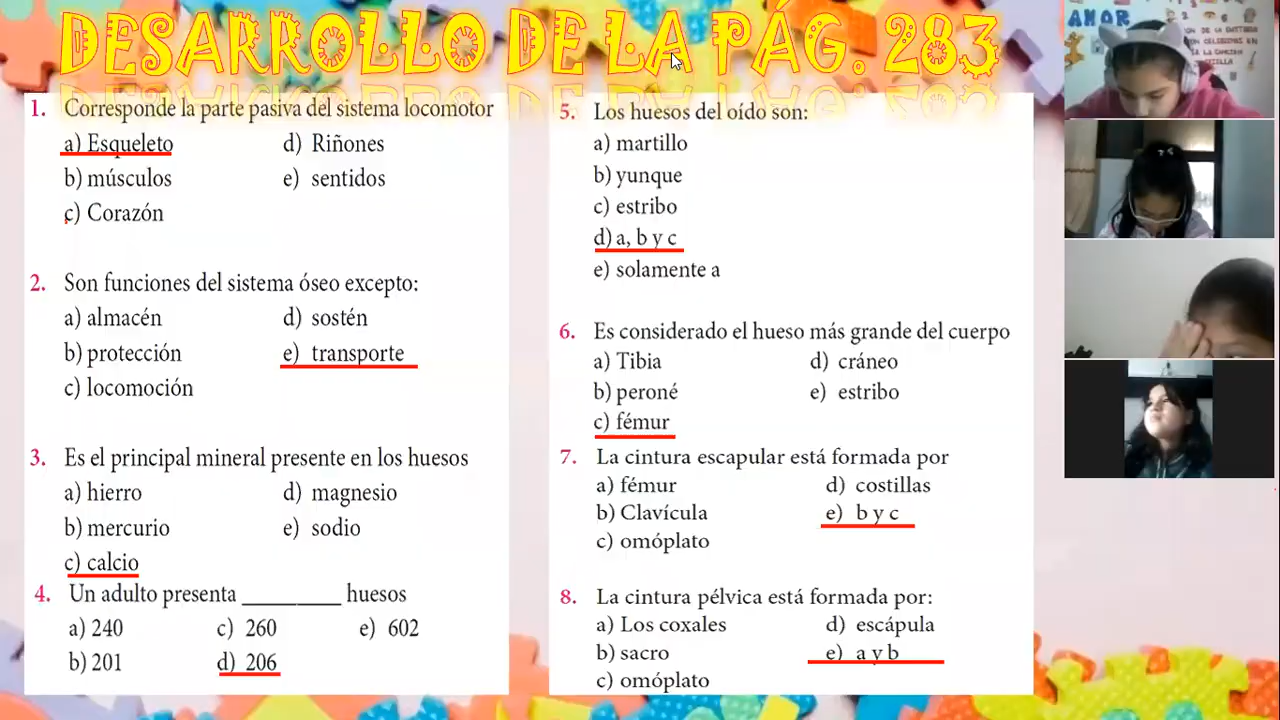 DESARROLLO DE LA PÁG. 283
1. Corresponde la parte pasiva del sistema locomotor
a) Esqueleto d) Riñones
b) músculos e) sentidos
c) Corazón
2. Son funciones del sistema óseo excepto:
a) almacén d) sostén
b) protección e) transporte
c) locomoción
3. Es el principal mineral presente en los huesos
a) hierro d) magnesio
b) mercurio e) sodio
c) calcio
4. Un adulto presenta _________ huesos
a) 240 c) 260 e) 602
b) 201 d) 206
5. Los huesos del oído son:
a) martillo
b) yunque
c) estribo
d) a, b y c
e) solamente a
6. Es considerado el hueso más grande del cuerpo
a) Tibia d) cráneo
b) peroné e) estribo
c) fémur
7. La cintura escapular está formada por
a) fémur d) costillas
b) Clavícula e) b y c
c) omóplato
8. La cintura pélvica está formada por:
a) Los coxales d) escápula
b) sacro e) a y b
c) omóplato
AMOR